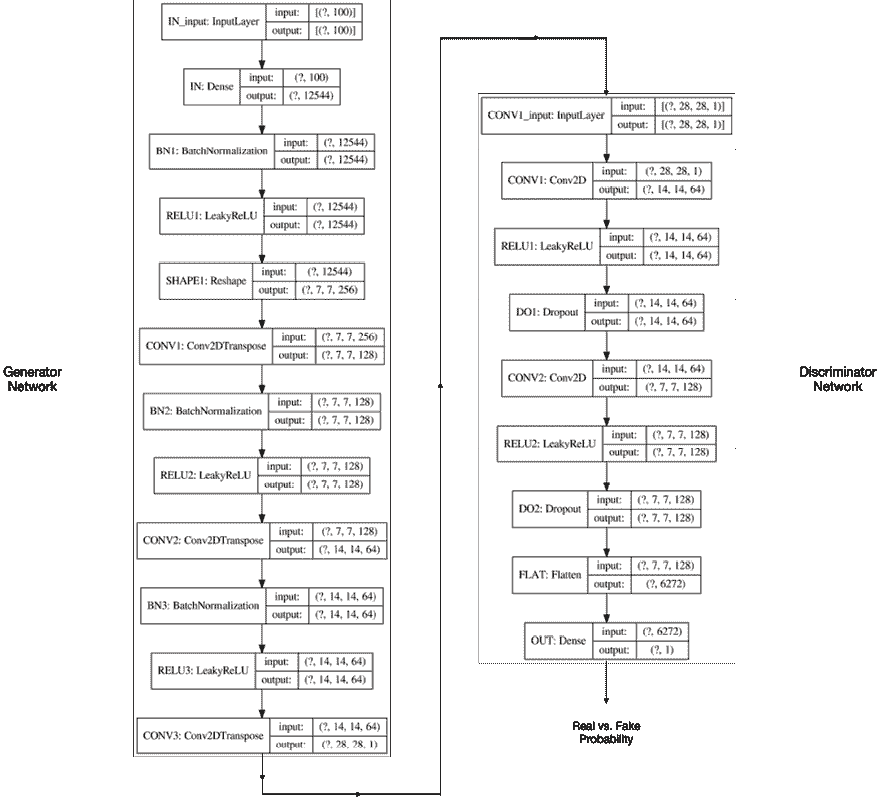 Generator
Network
IN_input: InputLayer
input: [(?, 100)]
output: [(?, 100)]
IN: Dense
input: (?, 100)
output: (?, 12544)
BN1: BatchNormalization
input: (?, 12544)
output: (?, 12544)
RELU1: LeakyReLU
input: (?, 12544)
output: (?, 12544)
SHAPE1: Reshape
input: (?, 12544)
output: (?, 7, 7, 256)
CONV1: Conv2DTranspose
input: (?, 7, 7, 256)
output: (?, 7, 7, 128)
BN2: BatchNormalization
input: (?, 7, 7, 128)
output: (?, 7, 7, 128)
RELU2: LeakyReLU
input: (?, 7, 7, 128)
output: (?, 7, 7, 128)
CONV2: Conv2DTranspose
input: (?, 7, 7, 128)
output: (?, 14, 14, 64)
BN3: BatchNormalization
input: (?, 14, 14, 64)
output: (?, 14, 14, 64)
RELU3: LeakyReLU
input: (?, 14, 14, 64)
output: (?, 14, 14, 64)
CONV3: Conv2DTranspose
input: (?, 14, 14, 64)
output: (?, 28, 28, 1)
CONV1_input: InputLayer
input: [(?, 28, 28, 1)]
output: [(?, 28, 28, 1)]
CONV1: Conv2D
input: (?, 28, 28, 1)
output: (?, 14, 14, 64)
RELU1: LeakyReLU
input: (?, 14, 14, 64)
output: (?, 14, 14, 64)
DO1: Dropout
input: (?, 14, 14, 64)
output: (?, 14, 14, 64)
CONV2: Conv2D
input: (?, 14, 14, 64)
output: (?, 7, 7, 128)
RELU2: LeakyReLU
input: (?, 7, 7, 128)
output: (?, 7, 7, 128)
DO2: Dropout
input: (?, 7, 7, 128)
output: (?, 7, 7, 128)
FLAT: Flatten
input: (?, 7, 7, 128)
output: (?, 6272)
OUT: Dense
input: (?, 6272)
output: (?, 1)
Real vs. Fake
Probability
Discriminator
Network